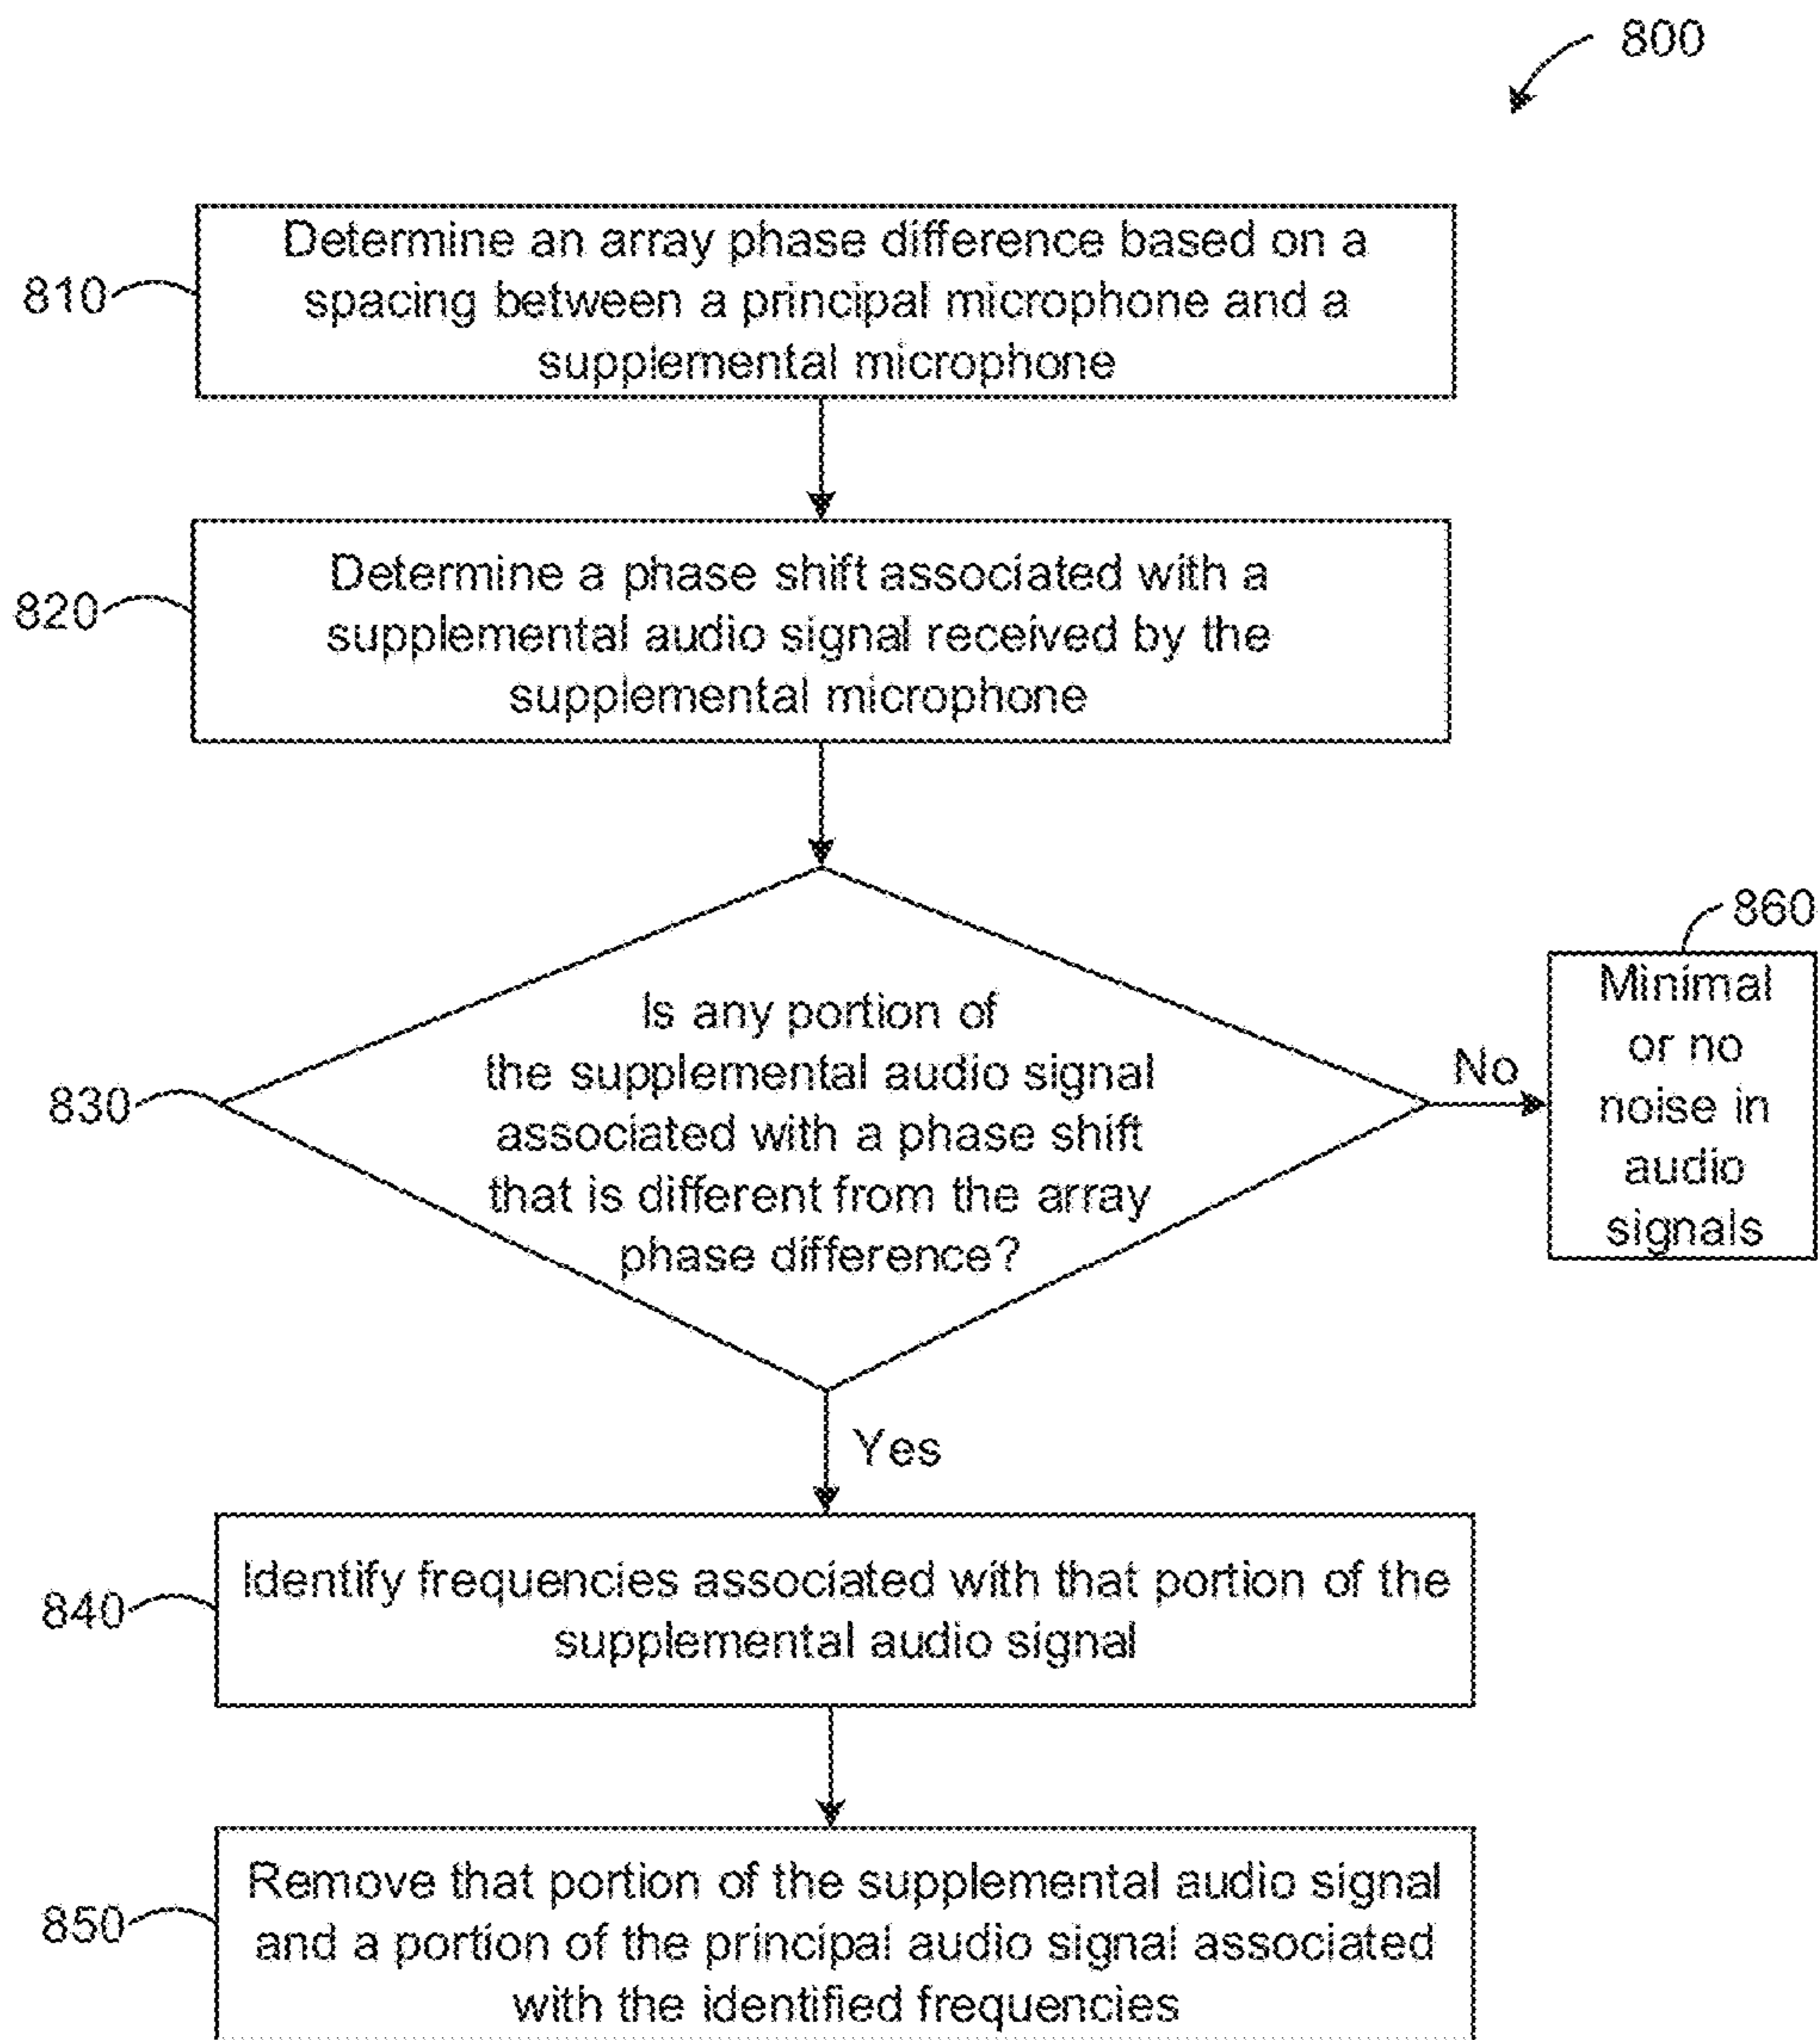 800
810
Determine an array phase difference based on a
spacing between a principal microphone and a
supplemental microphone
820
Determine a phase shift associated with a
supplemental audio signal received by the
supplemental microphone
830
Is any portion of
the supplemental audio signal
associated with a phase shift
that is different from the array
phase difference?
No
860
Minimal
or no
noise in
audio
signals
Yes
840
Identify frequencies associated with that portion of the
supplemental audio signal
850
Remove that portion of the supplemental audio signal
and a portion of the principal audio signal associated
with the identified frequencies